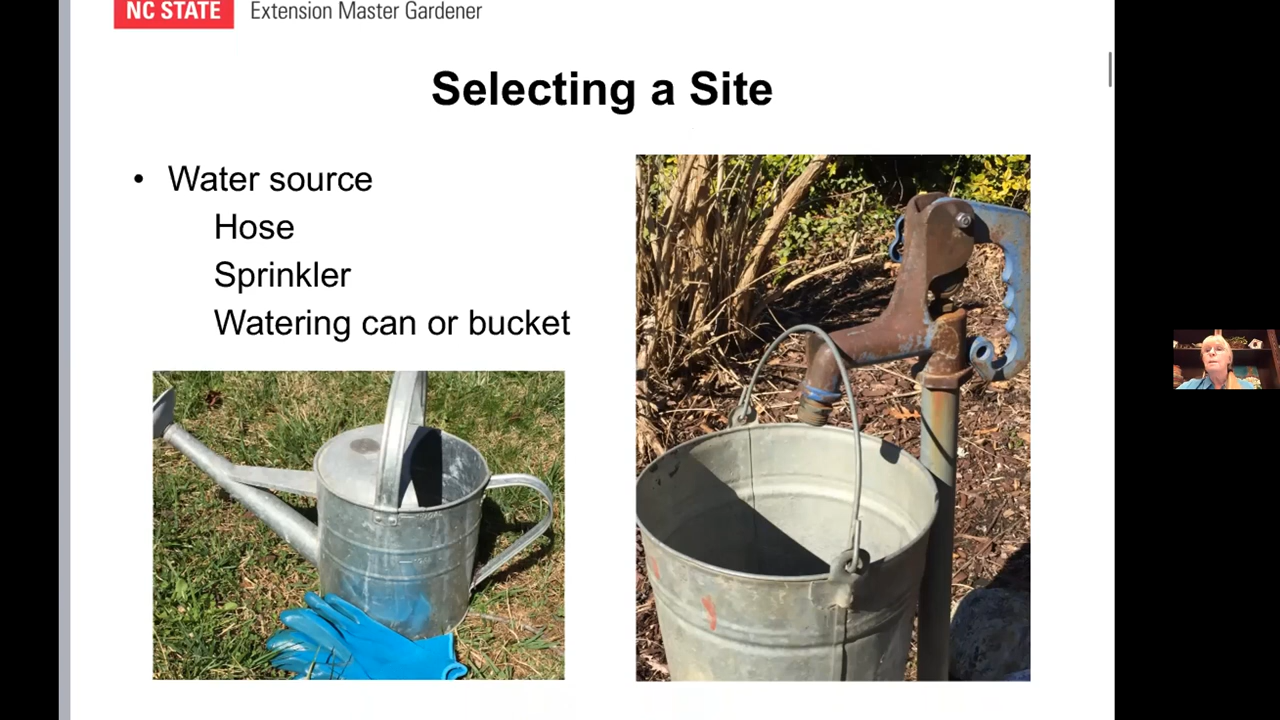 NC STATE Extension Master Gardener
Selecting a Site
• Water source
Hose
Sprinkler
Watering can or bucket